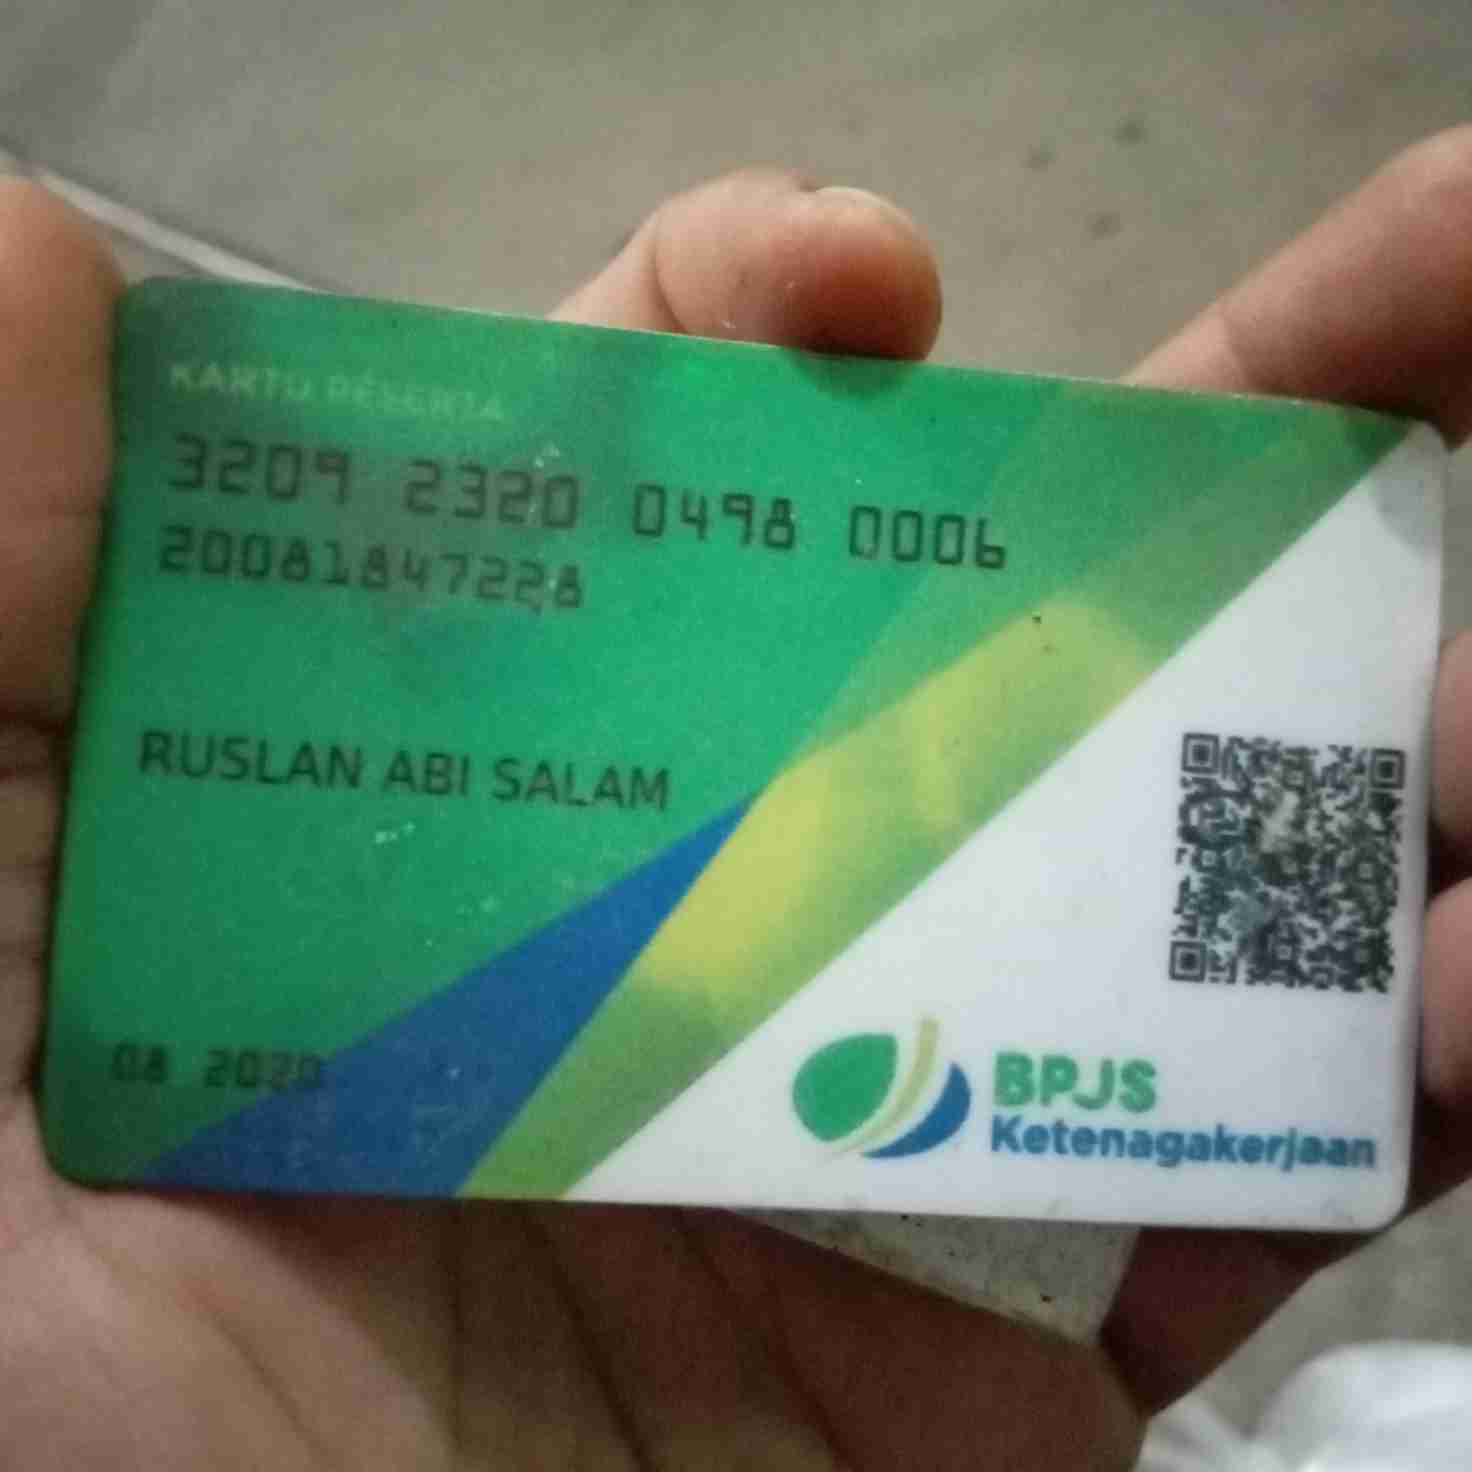 KARTU PESERTA
3209 2320 0498 0006
20081847228
RUSLAN ABI SALAM
08 2020
BPJS
Ketenagakerjaan